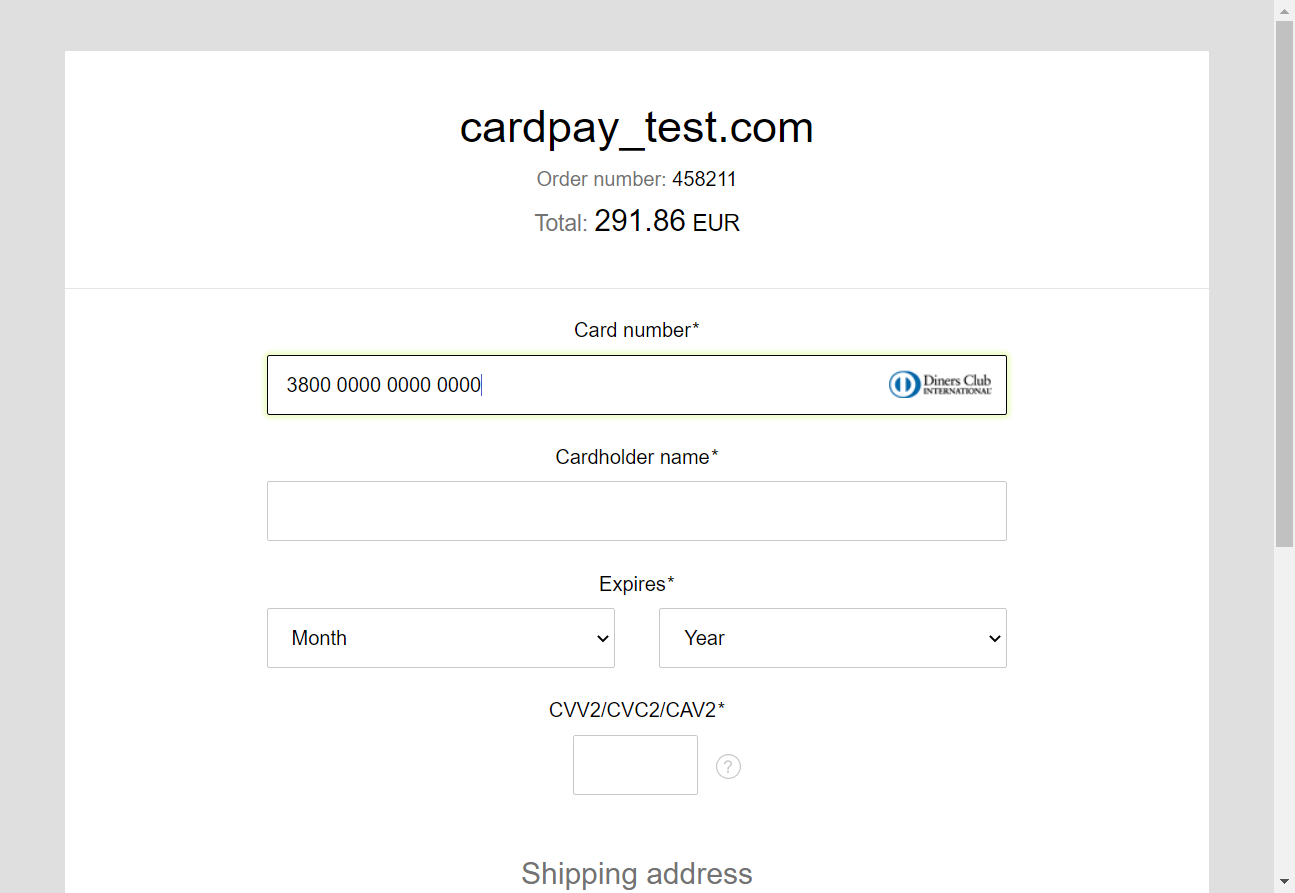 cardpay_test.com
Order number: 458211
Total: 291.86 EUR
Card number*
3800 0000 0000 0000
Diners Club
INTERNATIONAL
Cardholder name*
Expires*
Month Year
CVV2/CVC2/CAV2*
?
Shipping address